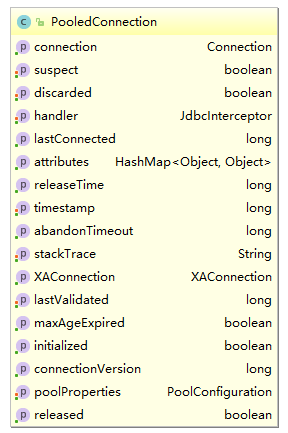 PooledConnection
connection Connection
suspect boolean
discarded boolean
handler JdbcInterceptor
lastConnected long
attributes HashMap<Object, Object>
releaseTime long
timestamp long
abandonTimeout long
stackTrace String
XAConnection XAConnection
lastValidated long
maxAgeExpired boolean
initialized boolean
connectionVersion long
poolProperties PoolConfiguration
released boolean